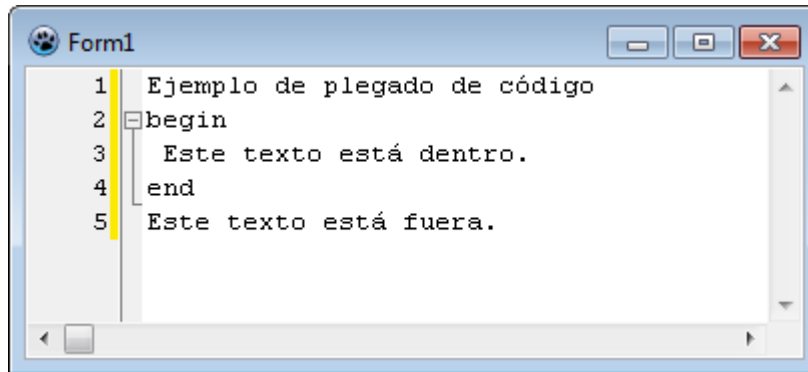 Form1
1 Ejemplo de plegado de código
2 begin
3 Este texto está dentro.
4 end
5 Este texto está fuera.